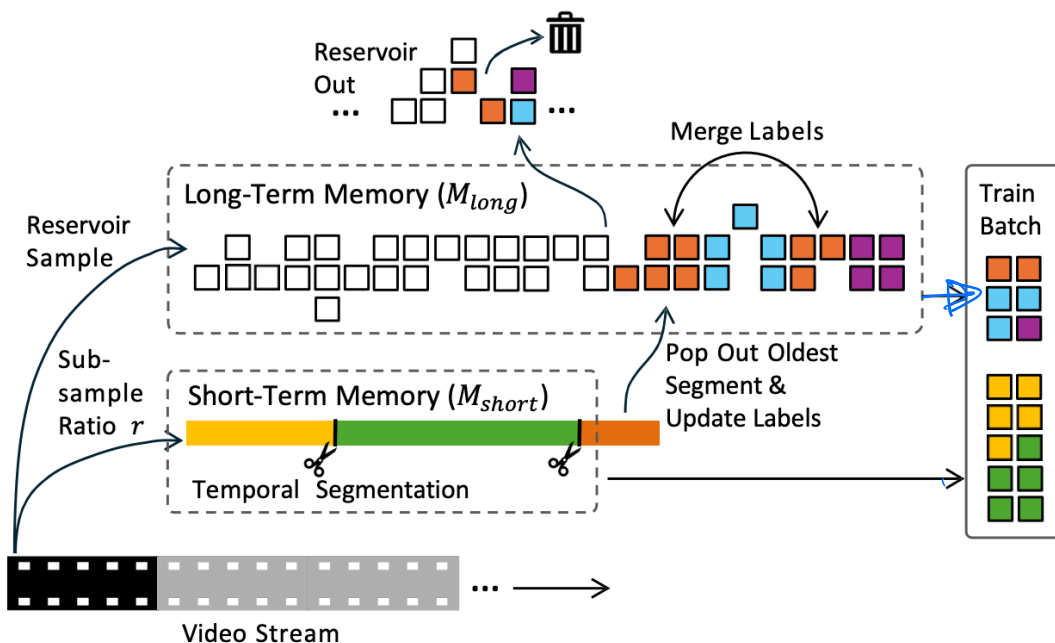 Reservoir
Out
...
...
Merge Labels
Long-Term Memory (M_long)
Train
Batch
Reservoir
Sample
Sub-
sample
Ratio r
Pop Out Oldest
Segment &
Update Labels
Short-Term Memory (M_short)
Temporal Segmentation
...
Video Stream